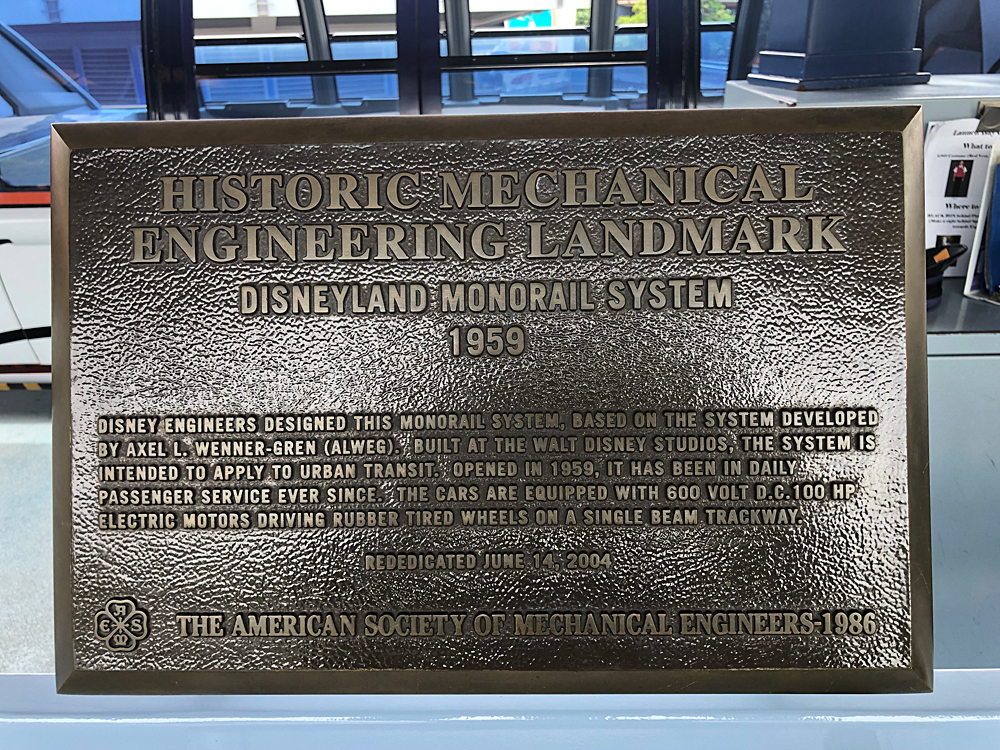 HISTORIC MECHANICAL
ENGINEERING LANDMARK
DISNEYLAND MONORAIL SYSTEM
1959
DISNEY ENGINEERS DESIGNED THIS MONORAIL SYSTEM, BASED ON THE SYSTEM DEVELOPED
BY AXEL L. WENNER-GREN (ALWEG). BUILT AT THE WALT DISNEY STUDIOS, THE SYSTEM IS
INTENDED TO APPLY TO URBAN TRANSIT. OPENED IN 1959, IT HAS BEEN IN DAILY
PASSENGER SERVICE EVER SINCE. THE CARS ARE EQUIPPED WITH 600 VOLT D.C. 100 HP
ELECTRIC MOTORS DRIVING RUBBER TIRED WHEELS ON A SINGLE BEAM TRACKWAY.
REDEDICATED JUNE 14, 2004
A
E S
M
THE AMERICAN SOCIETY OF MECHANICAL ENGINEERS-1986
What to
Where to